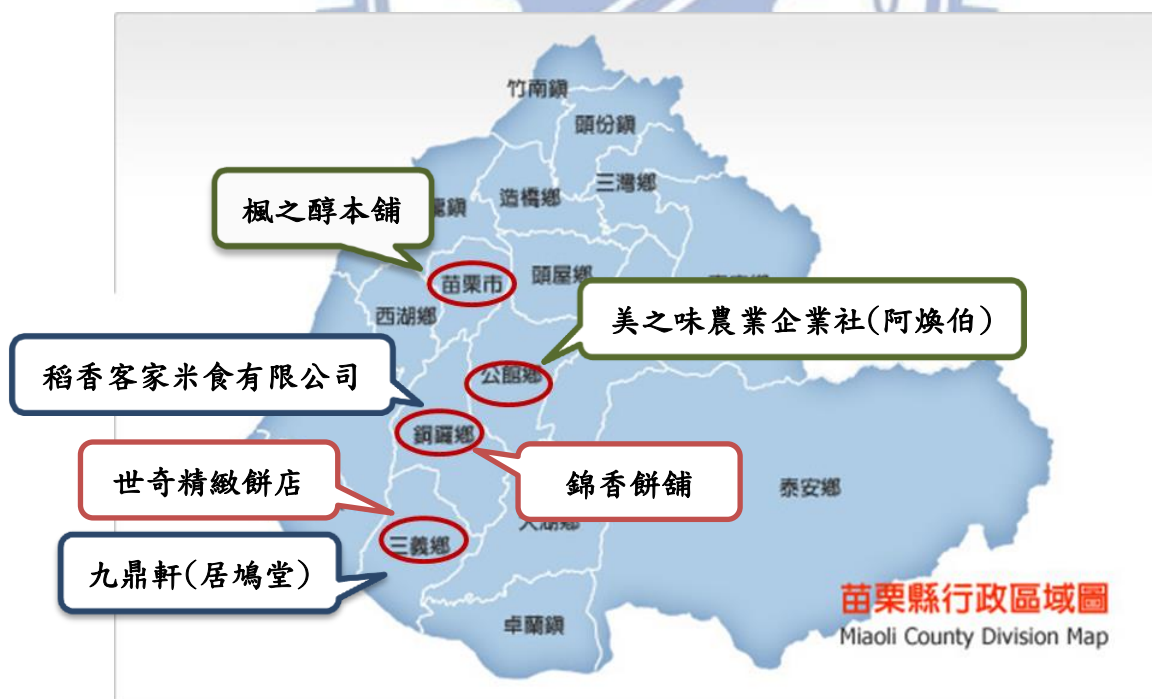 竹南鎮
頭份鎮
三灣鄉
造橋鄉
龍鎮
楓之醇本舖
苗栗市
頭屋鄉
西湖鄉
美之味農業企業社(阿煥伯)
稻香客家米食有限公司
公館鄉
銅鑼鄉
世奇精緻餅店
錦香餅舖
泰安鄉
大湖鄉
三義鄉
九鼎軒(居鳩堂)
卓蘭鎮
苗栗縣行政區域圖
Miaoli County Division Map